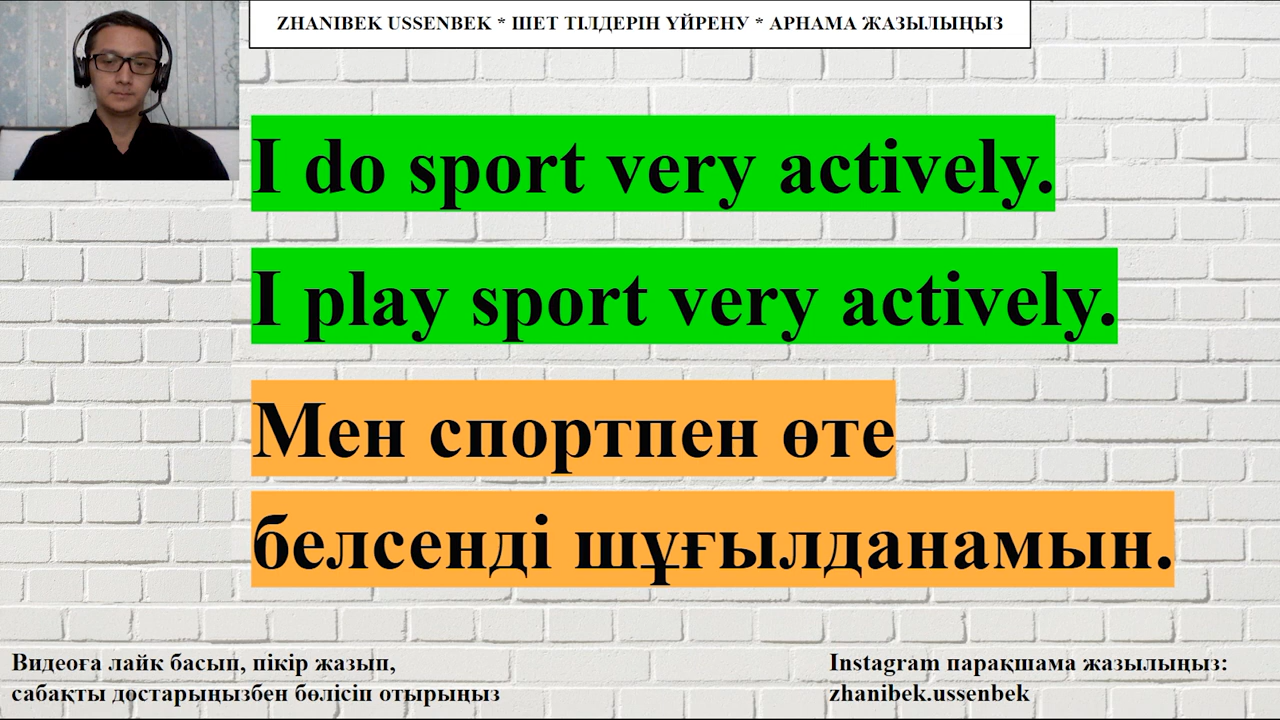 ZHANIBEK USSENBEK * ШЕТ ТІЛДЕРІН ҮЙРЕНУ * АРНАМА ЖАЗЫЛЫҢЫЗ
I do sport very actively.
I play sport very actively.
Мен спортпен өте
белсенді шұғылданамын.
Видеоға лайк басып, пікір жазып,
сабақты достарыңызбен бөлісіп отырыңыз
Instagram парақшама жазылыңыз:
zhanibek.ussenbek